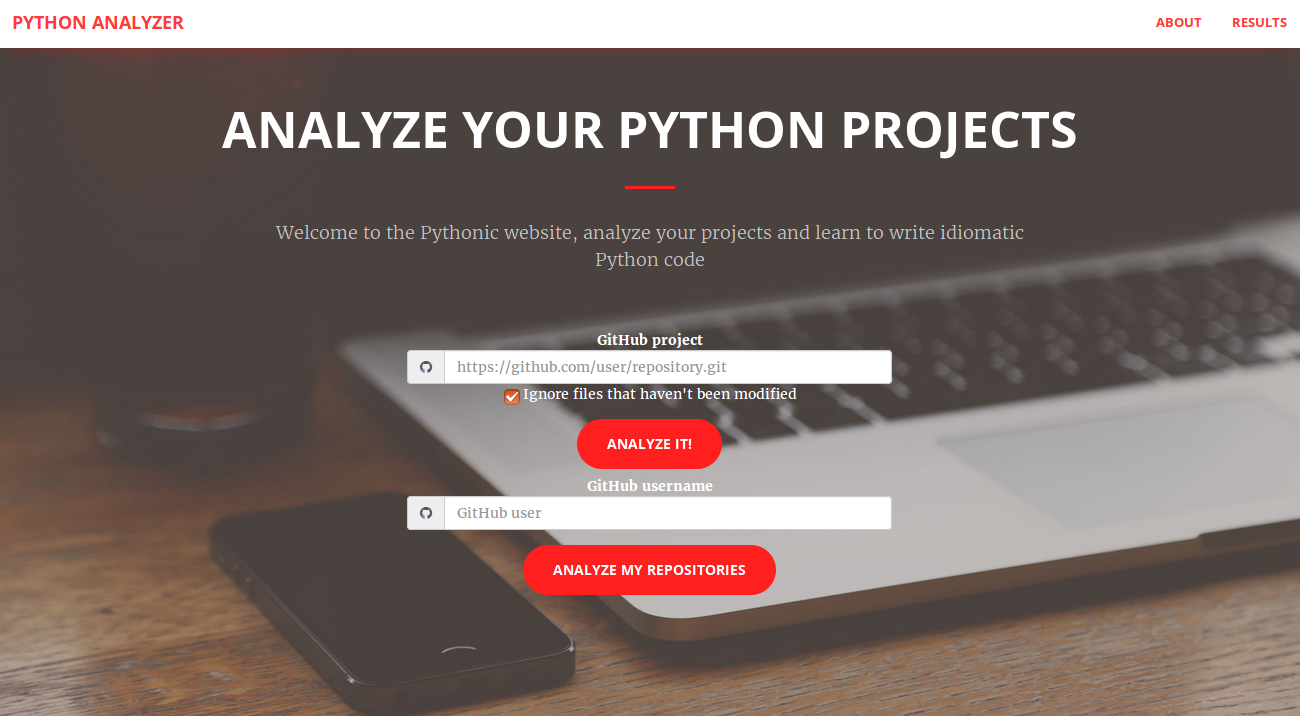 PYTHON ANALYZER
ABOUT
RESULTS
ANALYZE YOUR PYTHON PROJECTS
Welcome to the Pythonic website, analyze your projects and learn to write idiomatic
Python code
GitHub project
https://github.com/user/repository.git
Ignore files that haven't been modified
ANALYZE IT!
GitHub username
GitHub user
ANALYZE MY REPOSITORIES